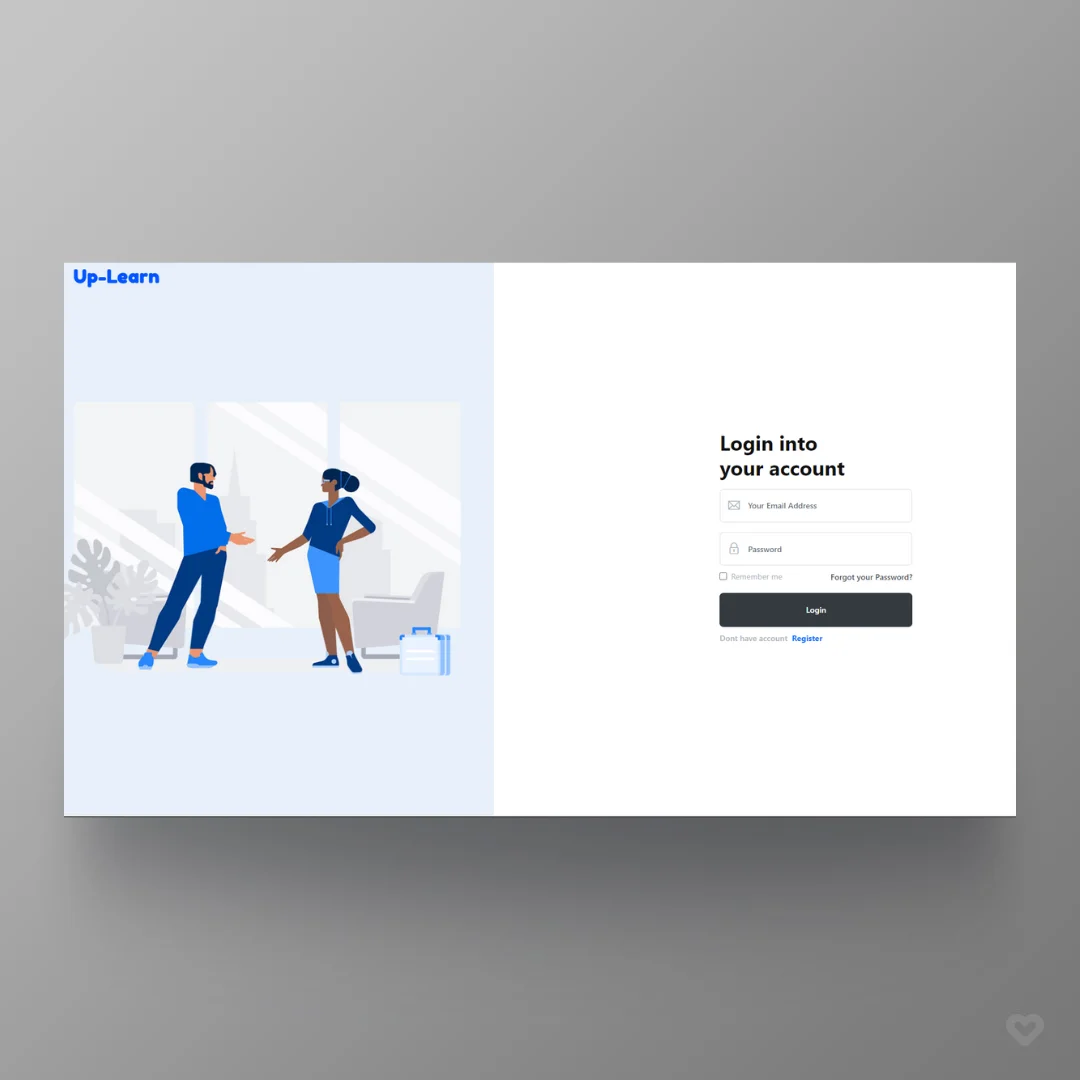 Up-Learn
Login into
your account
Your Email Address
Password
Remember me
Forgot your Password?
Login
Dont have account Register